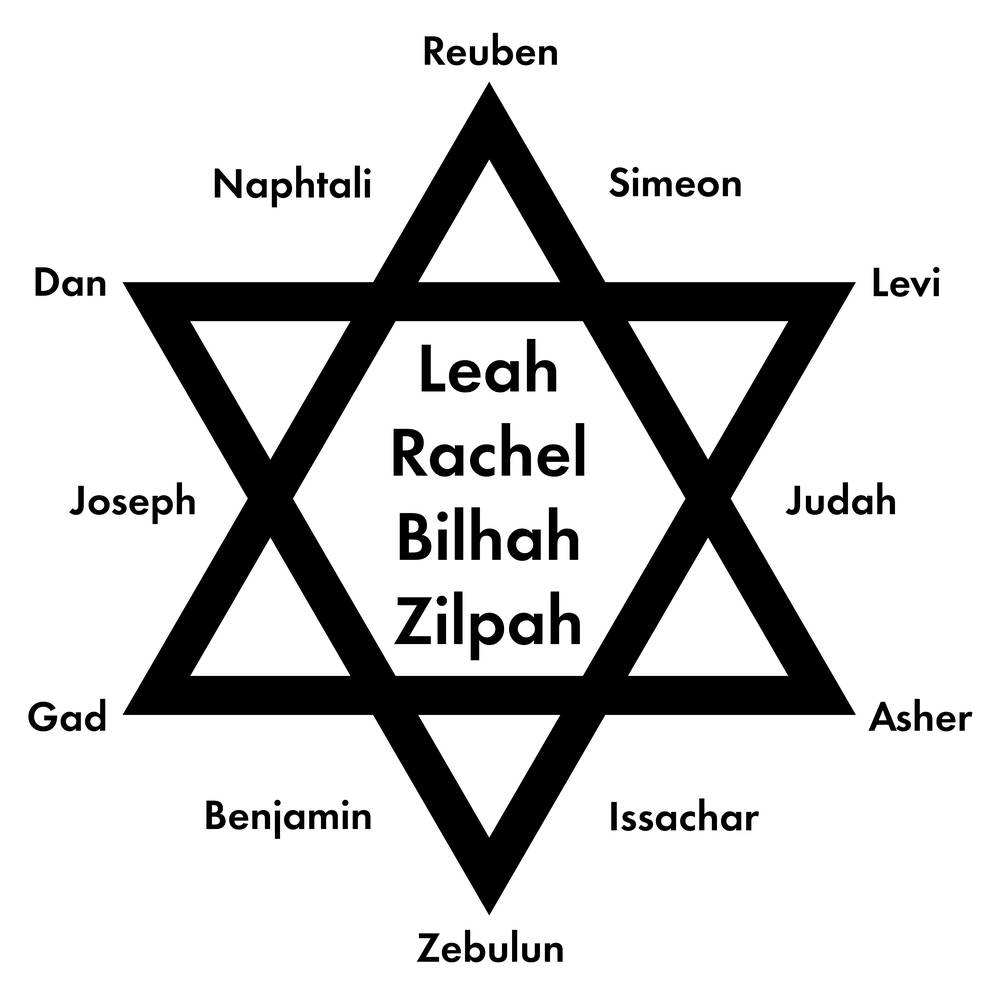 Reuben
Naphtali
Simeon
Dan
Levi
Leah
Rachel
Bilhah
Zilpah
Joseph
Judah
Gad
Asher
Benjamin
Issachar
Zebulun